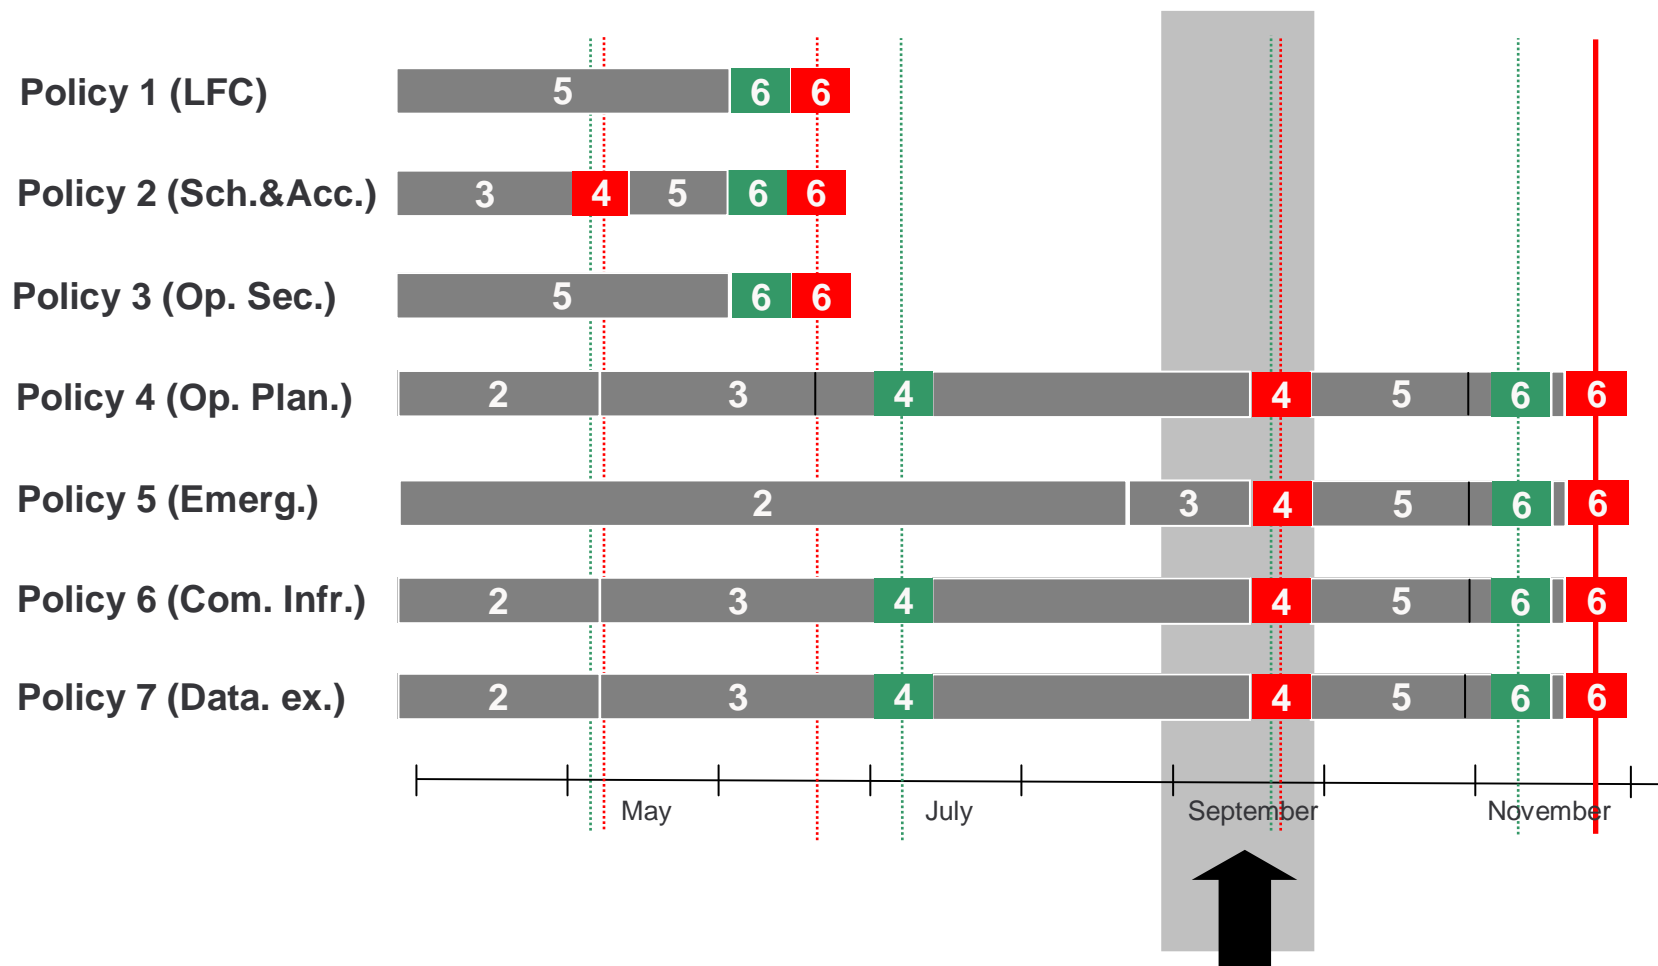 Policy 1 (LFC) 5 6 6
Policy 2 (Sch.&Acc.) 3 4 5 6 6
Policy 3 (Op. Sec.) 5 6 6
Policy 4 (Op. Plan.) 2 3 4 4 5 6 6
Policy 5 (Emerg.) 2 3 4 5 6 6
Policy 6 (Com. Infr.) 2 3 4 4 5 6 6
Policy 7 (Data. ex.) 2 3 4 4 5 6 6
May July September November